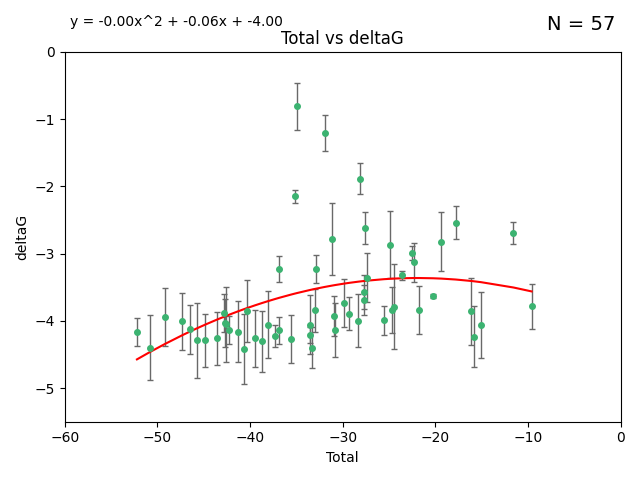 y = -0.00x^2 + -0.06x + -4.00
N = 57
Total vs deltaG
0
−1
−2
−3
−4
−5
deltaG
−60
−50
−40
−30
−20
−10
0
Total